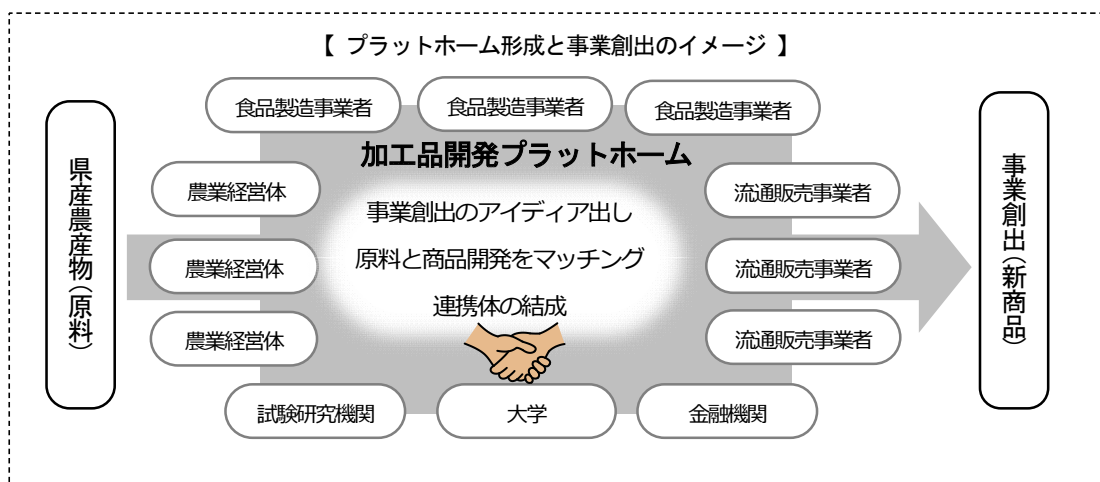 【 プラットホーム形成と事業創出のイメージ 】
食品製造事業者
食品製造事業者
食品製造事業者
加工品開発プラットホーム
県産農産物(原料)
農業経営体
農業経営体
農業経営体
事業創出のアイディア出し
原料と商品開発をマッチング
連携体の結成
流通販売事業者
流通販売事業者
流通販売事業者
事業創出(新商品)
試験研究機関
大学
金融機関